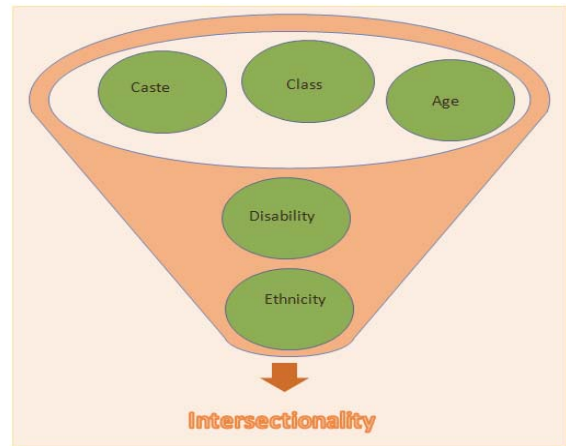 Caste
Class
Age
Disability
Ethnicity
Intersectionality